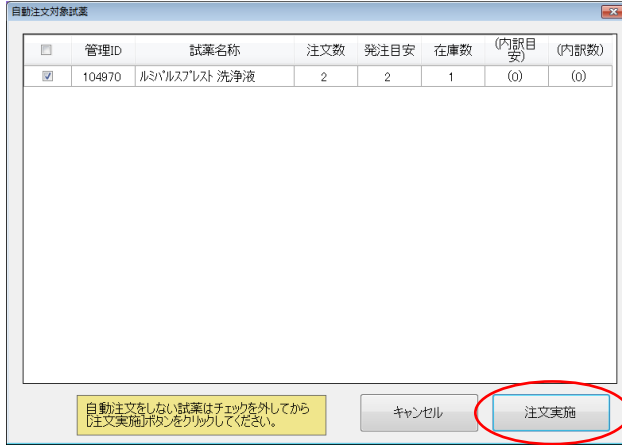 自動注文対象試薬
管理ID 試薬名称 注文数 発注目安 在庫数 (内訳目安) (内訳数)
104970 ルミパルスプレスト 洗浄液 2 2 1 (0) (0)
自動注文をしない試薬はチェックを外してから
[注文実施]ボタンをクリックしてください。
キャンセル 注文実施